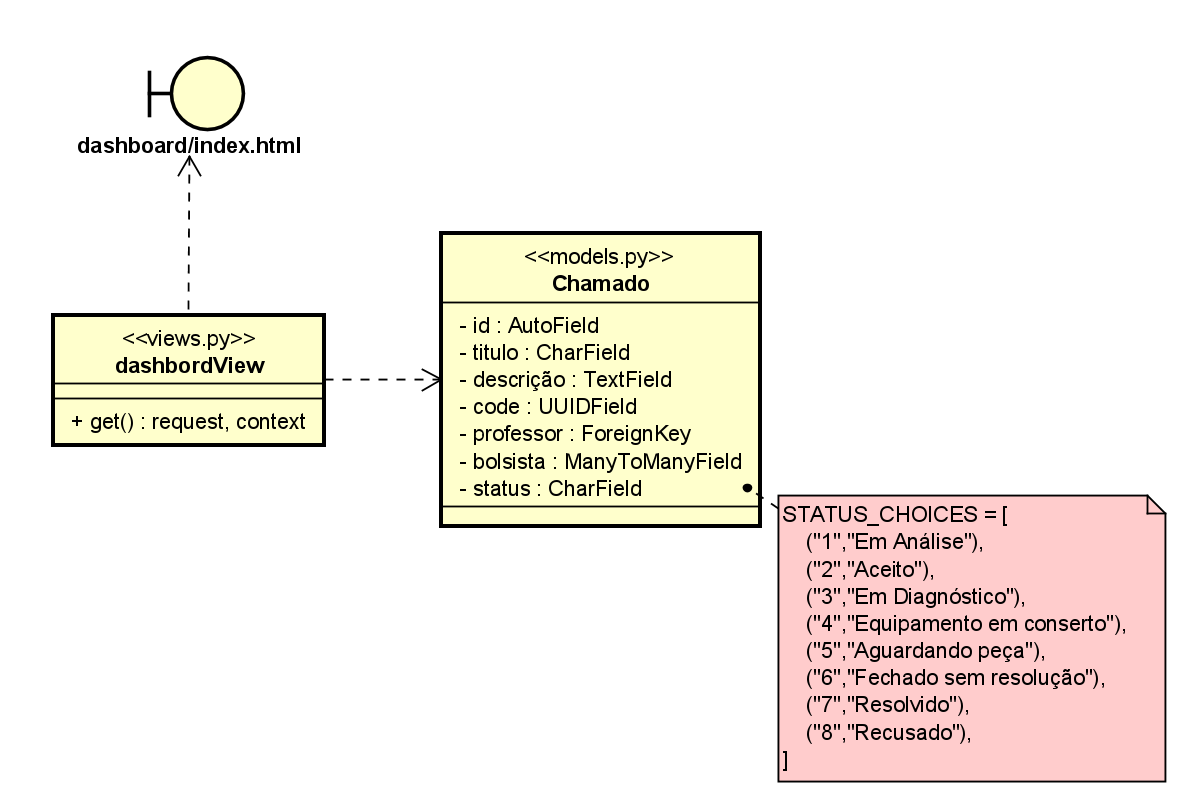 dashboard/index.html
<<views.py>>
dashbordView
+ get() : request, context
<<models.py>>
Chamado
- id : AutoField
- titulo : CharField
- descrição : TextField
- code : UUIDField
- professor : ForeignKey
- bolsista : ManyToManyField
- status : CharField
STATUS_CHOICES = [
("1","Em Análise"),
("2","Aceito"),
("3","Em Diagnóstico"),
("4","Equipamento em conserto"),
("5","Aguardando peça"),
("6","Fechado sem resolução"),
("7","Resolvido"),
("8","Recusado"),
]